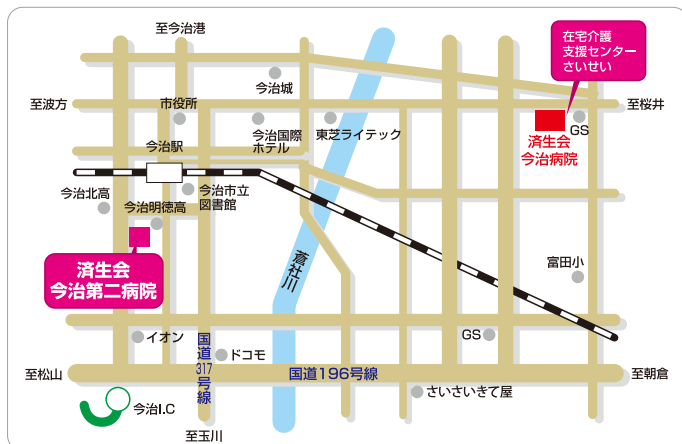 至今治港
在宅介護
支援センター
さいせい
今治城
至波方
市役所
今治国際
ホテル
東芝ライテック
至桜井
GS
済生会
今治病院
今治駅
今治市立
図書館
今治北高
今治明徳高
済生会
今治第二病院
蒼社川
富田小
イオン
国道317号線
ドコモ
GS
至松山
国道196号線
至朝倉
さいさいきて屋
今治I.C
至玉川